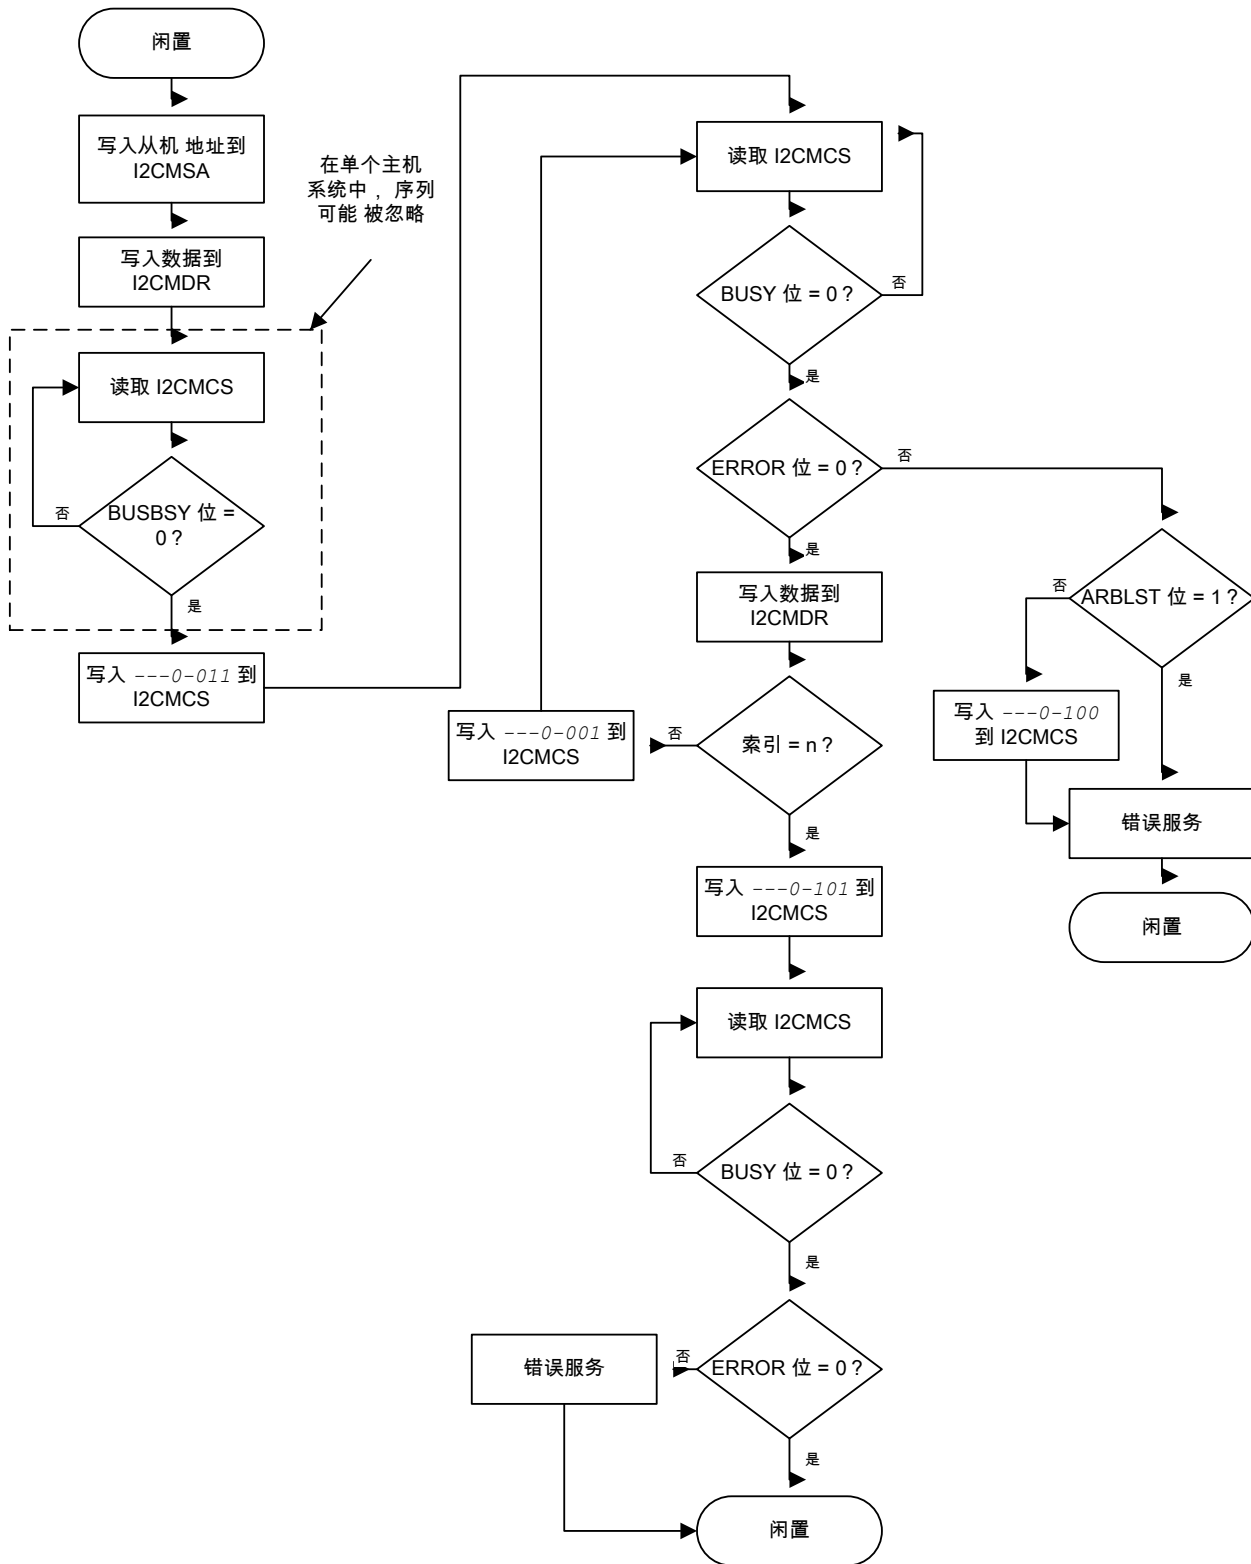 闲置
写入从机 地址到
I2CMSA
在单个主机
系统中，序列
可能 被忽略
写入数据到
I2CMDR
读取 I2CMCS
BUSBSY 位 =
0？
否
是
写入 ---0-011 到
I2CMCS
读取 I2CMCS
BUSY 位 = 0？
否
是
ERROR 位 = 0？
否
是
ARBLST 位 = 1？
否
是
写入 ---0-100
到 I2CMCS
错误服务
闲置
写入数据到
I2CMDR
索引 = n？
否
是
写入 ---0-001 到
I2CMCS
写入 ---0-101 到
I2CMCS
读取 I2CMCS
BUSY 位 = 0？
否
是
ERROR 位 = 0？
否
是
错误服务
闲置